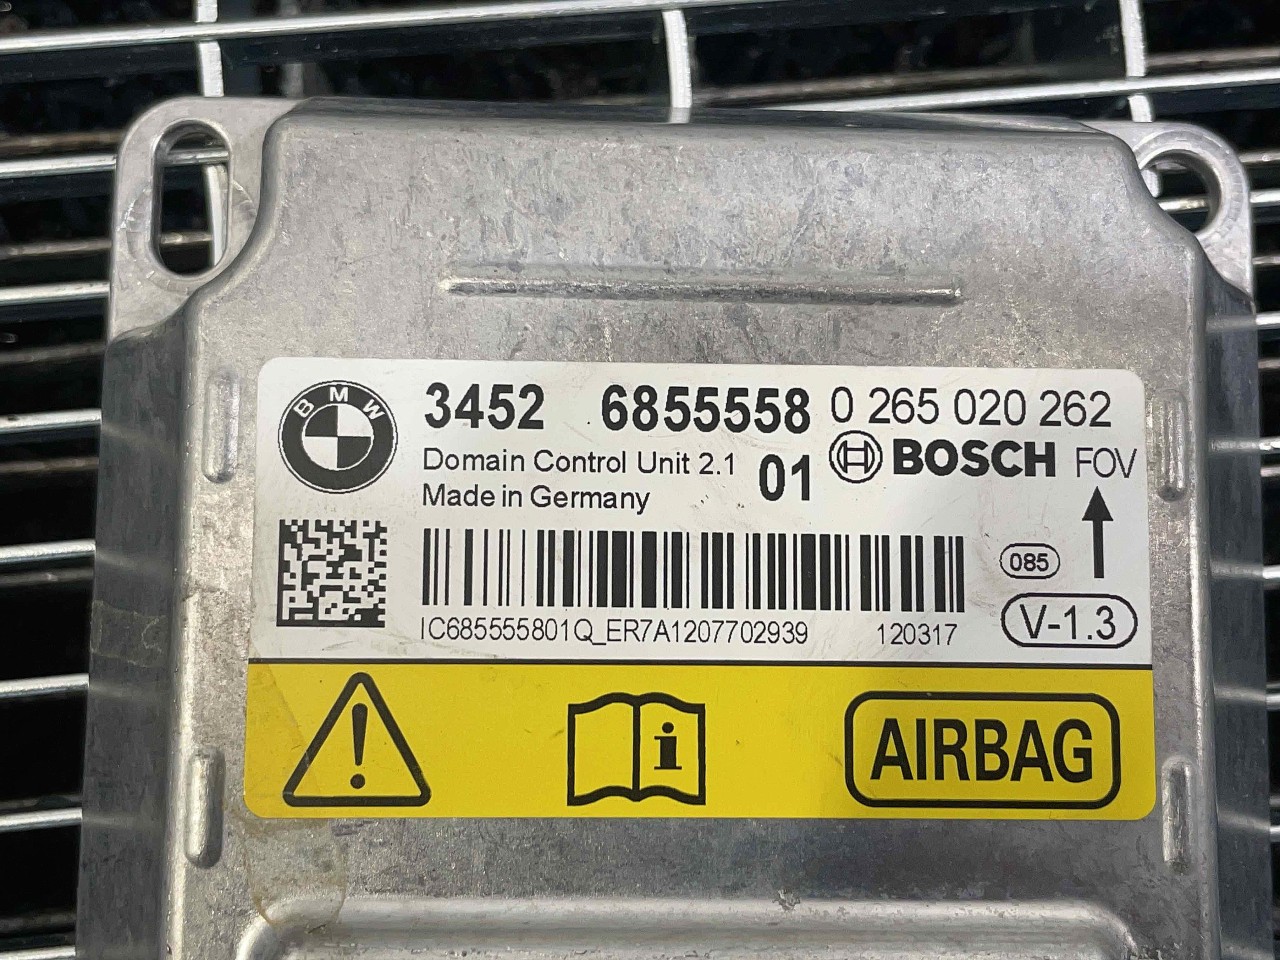 BMW
3452 6855558 0 265 020 262
Domain Control Unit 2.1 01 BOSCH FOV
Made in Germany
085
V-1.3
IC685555801Q_ER7A1207702939 120317
AIRBAG